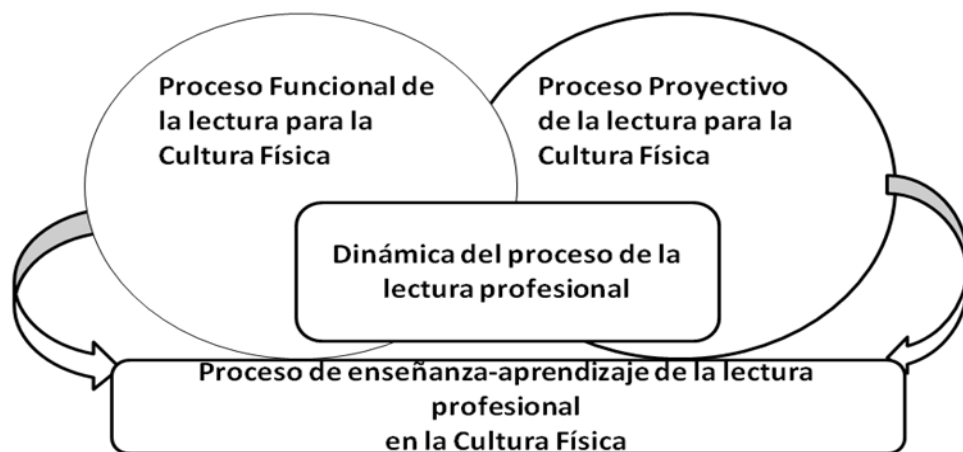 Proceso Funcional de
la lectura para la
Cultura Física
Proceso Proyectivo
de la lectura para la
Cultura Física
Dinámica del proceso de la
lectura profesional
Proceso de enseñanza-aprendizaje de la lectura
profesional
en la Cultura Física